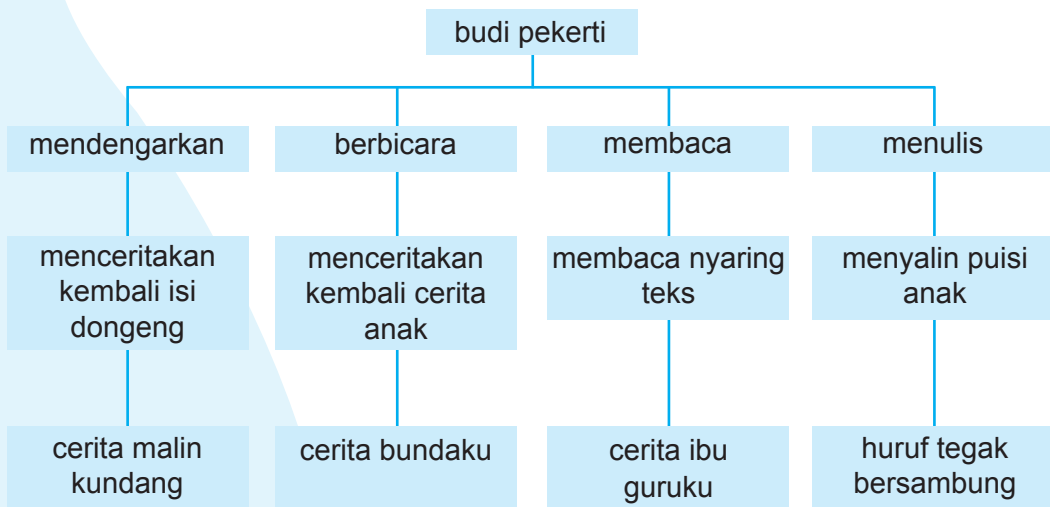 budi pekerti
mendengarkan
berbicara
membaca
menulis
menceritakan
kembali isi
dongeng
menceritakan
kembali cerita
anak
membaca nyaring
teks
menyalin puisi
anak
cerita malin
kundang
cerita bundaku
cerita ibu
guruku
huruf tegak
bersambung